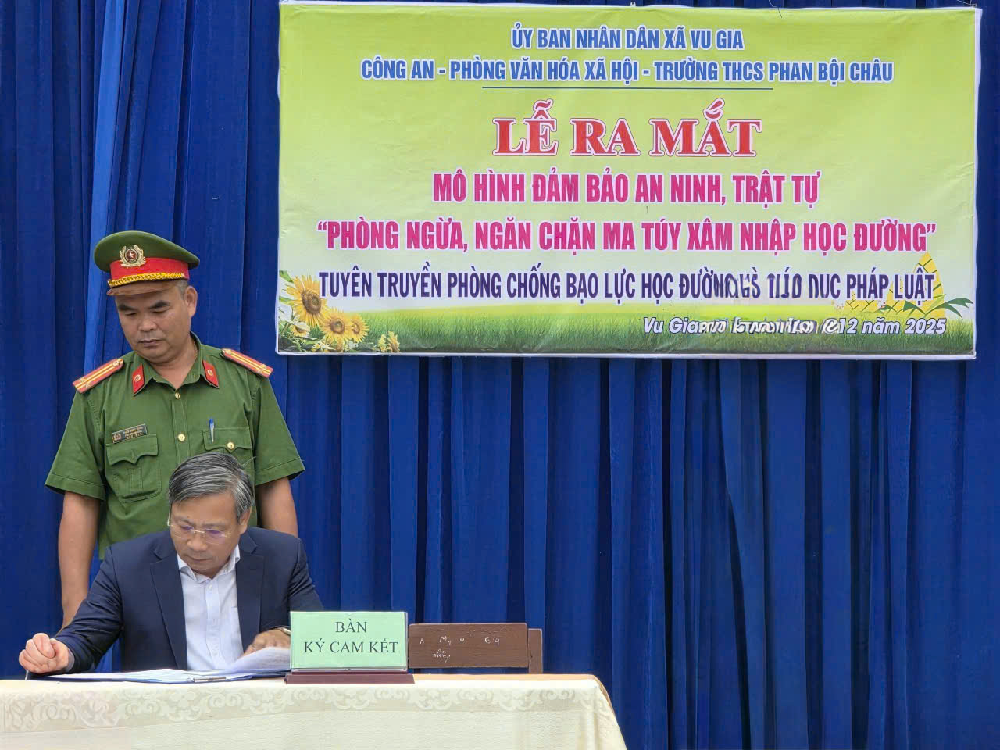 ỦY BAN NHÂN DÂN XÃ VU GIA
CÔNG AN - PHÒNG VĂN HÓA XÃ HỘI - TRƯỜNG THCS PHAN BỘI CHÂU
LỄ RA MẮT
MÔ HÌNH ĐẢM BẢO AN NINH, TRẬT TỰ
“PHÒNG NGỪA, NGĂN CHẶN MA TÚY XÂM NHẬP HỌC ĐƯỜNG”
TUYÊN TRUYỀN PHÒNG CHỐNG BẠO LỰC HỌC PHÁP LUẬT
Vu Gia 12 năm 2025
BÀN
KÝ CAM KẾT